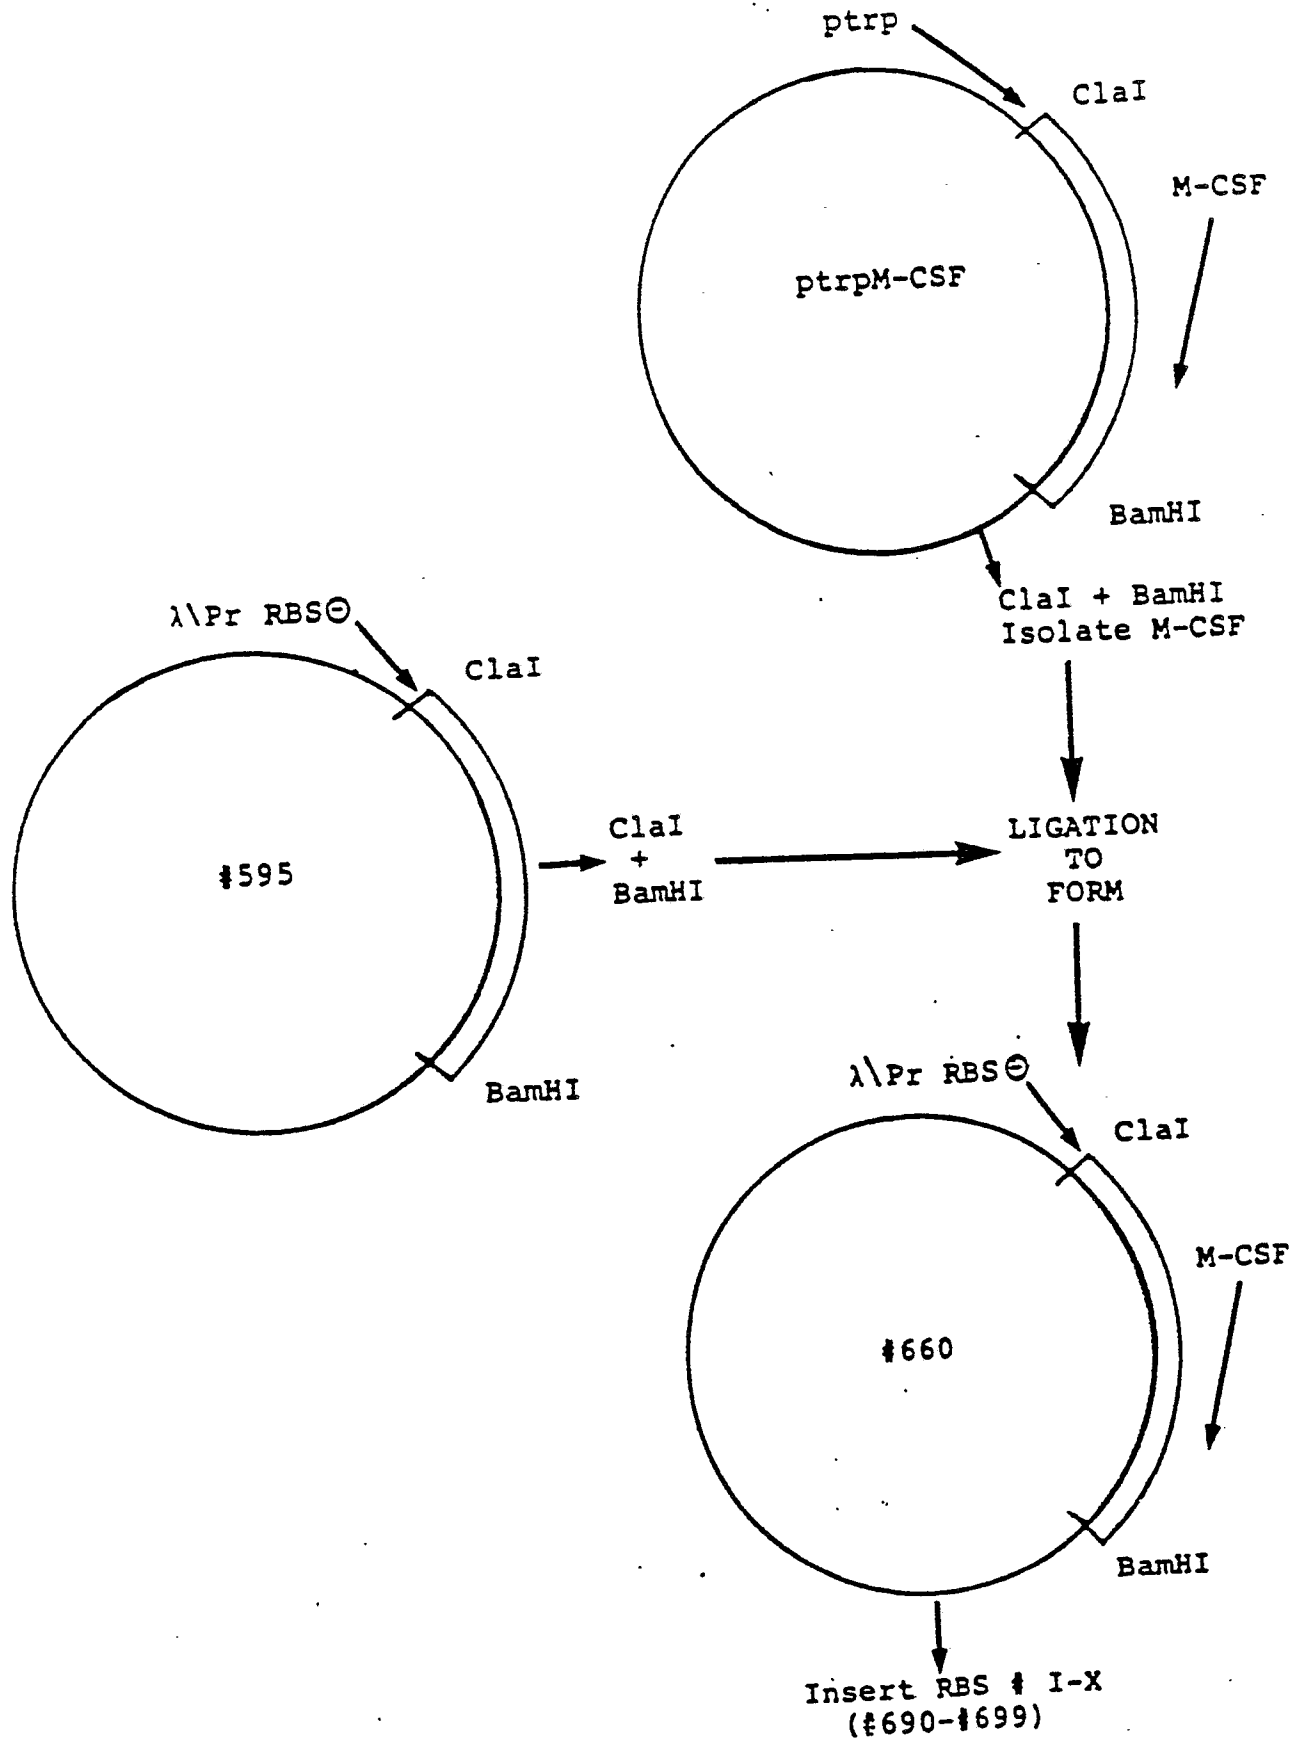 ptrp
ClaI
M-CSF
ptrpM-CSF
BamHI
ClaI + BamHI
Isolate M-CSF
λ\Pr RBS⊖
ClaI
#595
BamHI
ClaI
+
BamHI
LIGATION
TO
FORM
λ\Pr RBS⊖
ClaI
M-CSF
#660
BamHI
Insert RBS # I-X
(#690-#699)